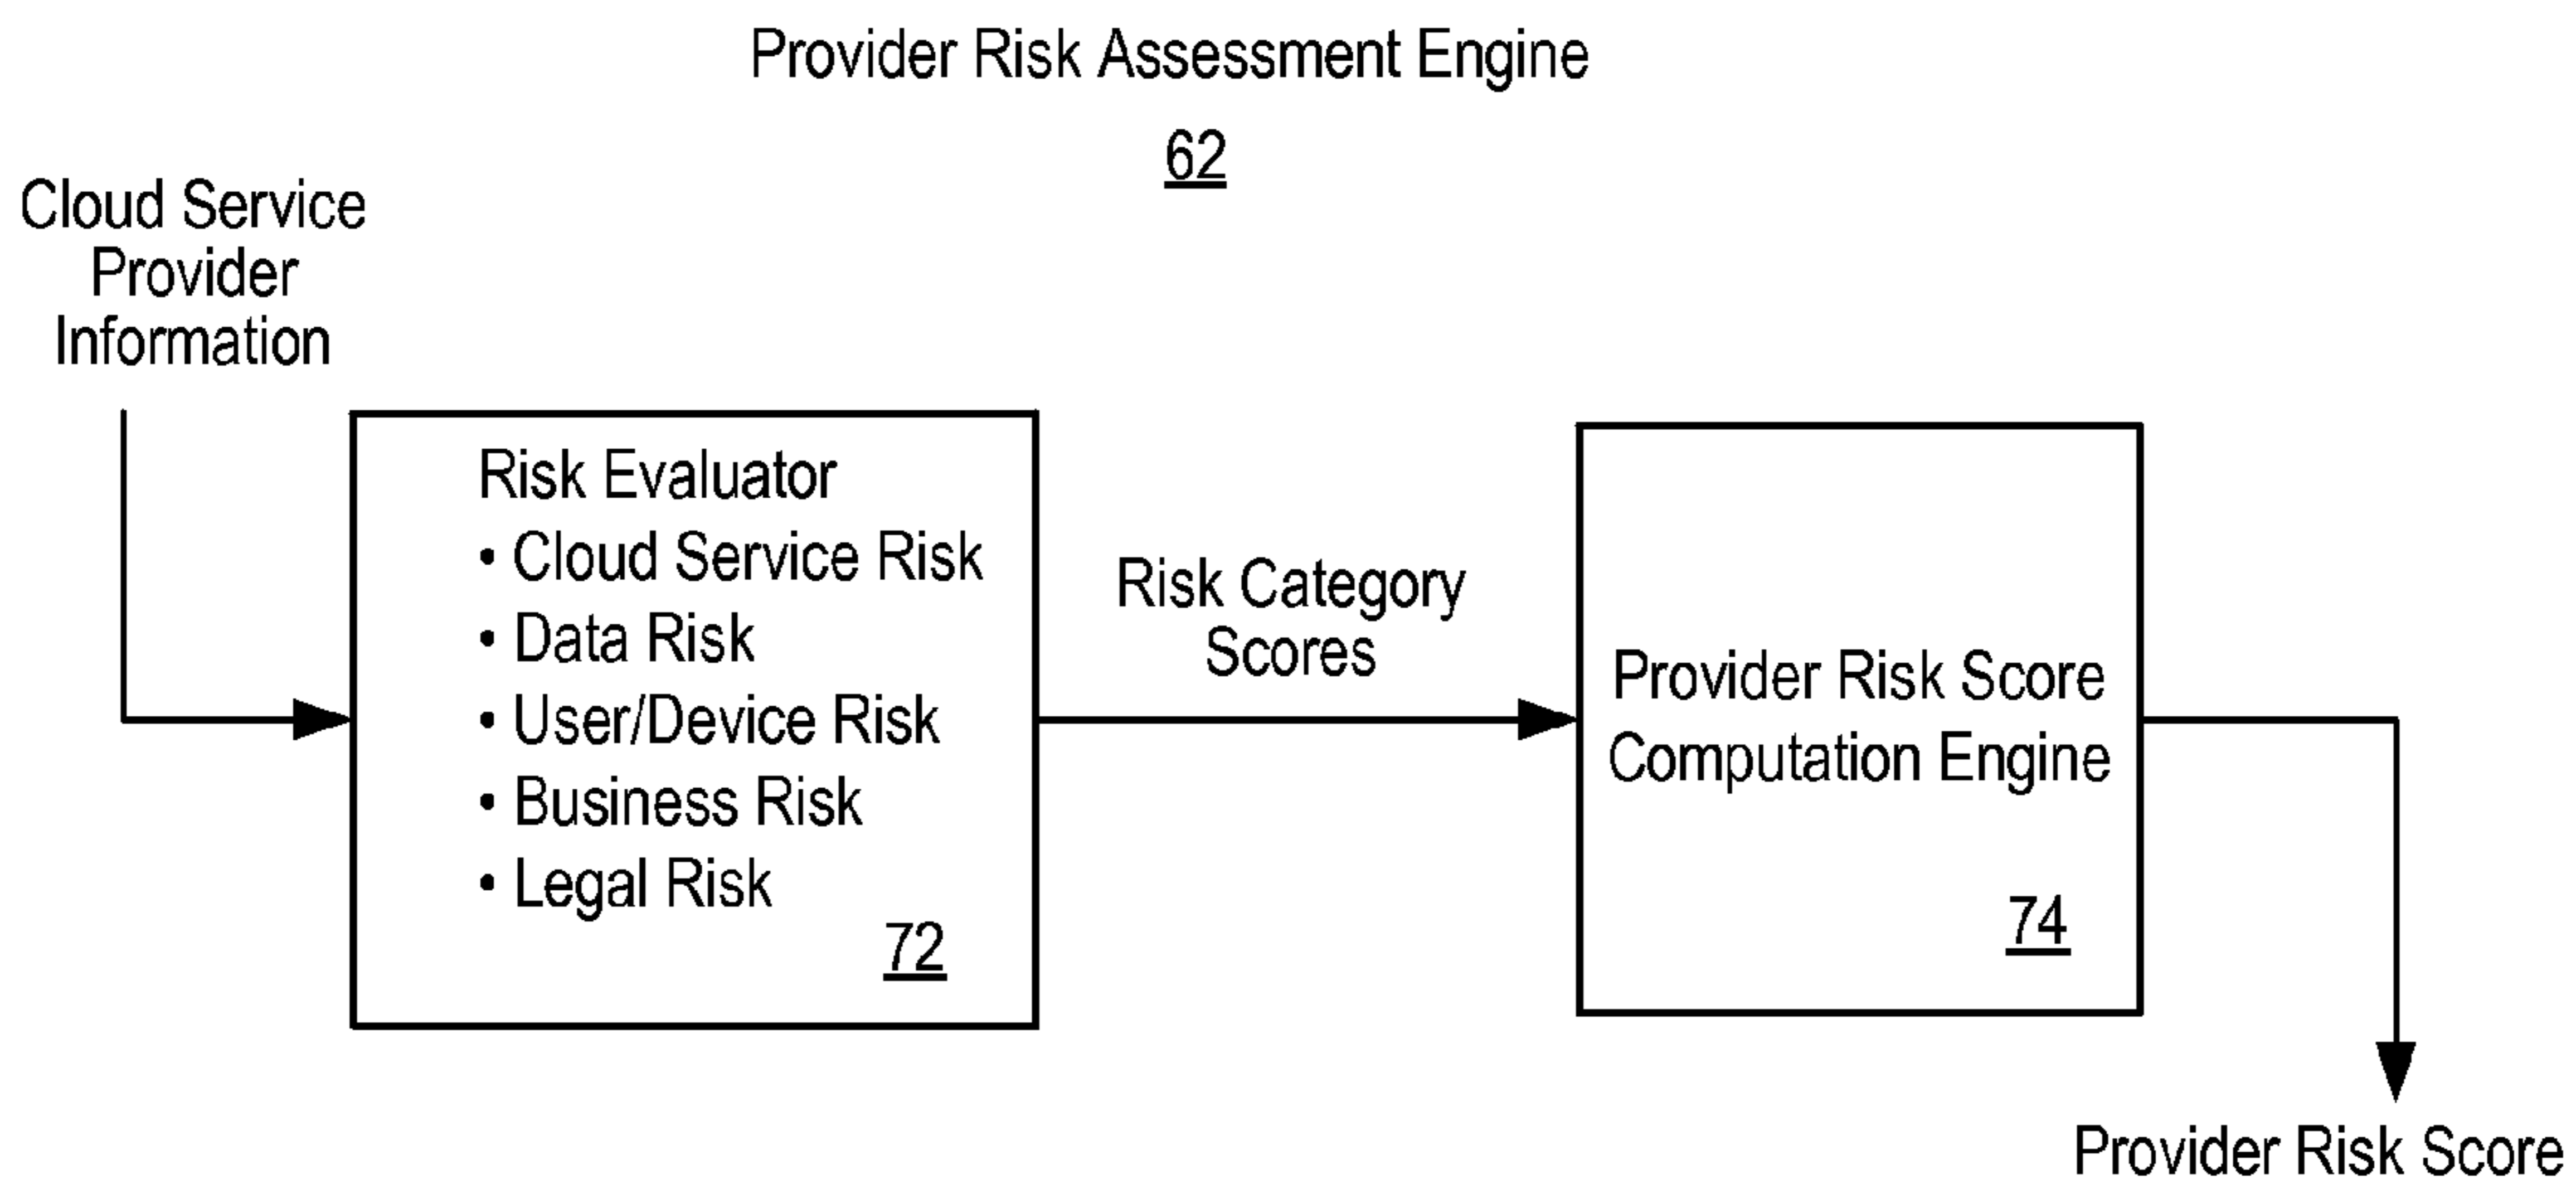 Provider Risk Assessment Engine
62
Cloud Service
Provider
Information
Risk Evaluator
• Cloud Service Risk
• Data Risk
• User/Device Risk
• Business Risk
• Legal Risk
72
Risk Category
Scores
Provider Risk Score
Computation Engine
74
Provider Risk Score